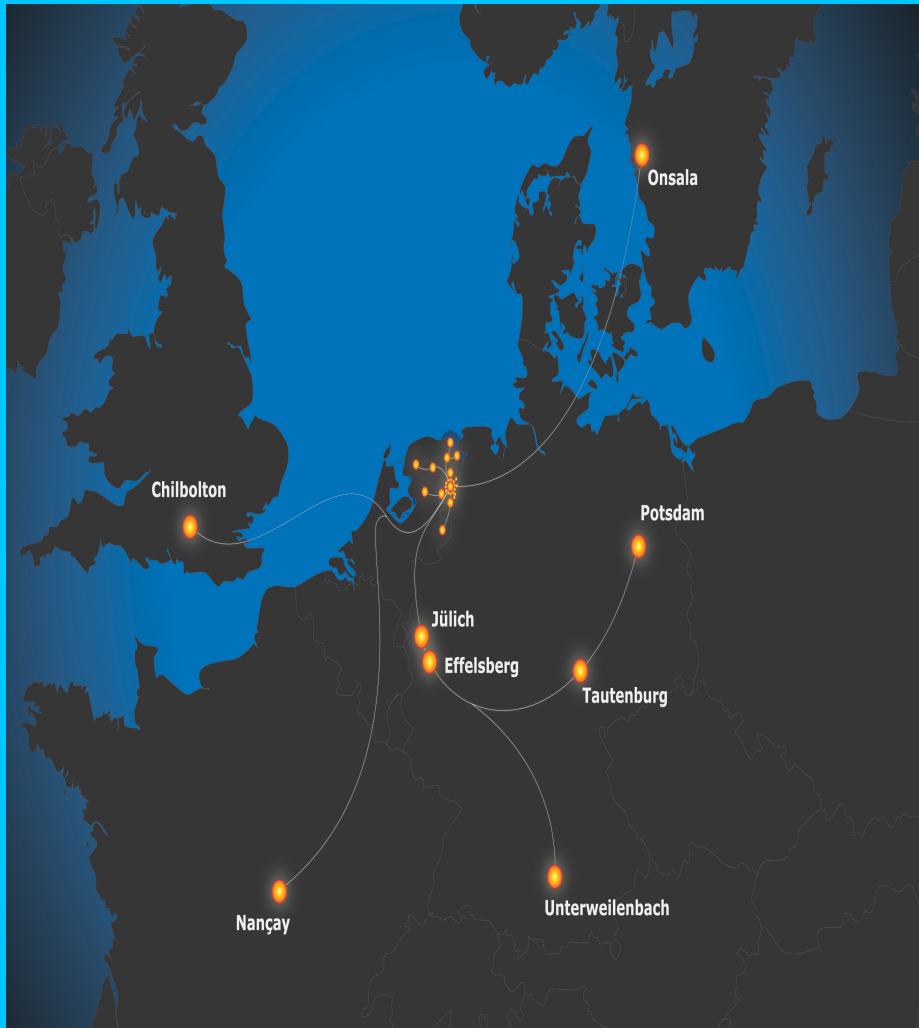 Onsala
Chilbolton
Potsdam
Jülich
Effelsberg
Tautenburg
Unterweilenbach
Nançay